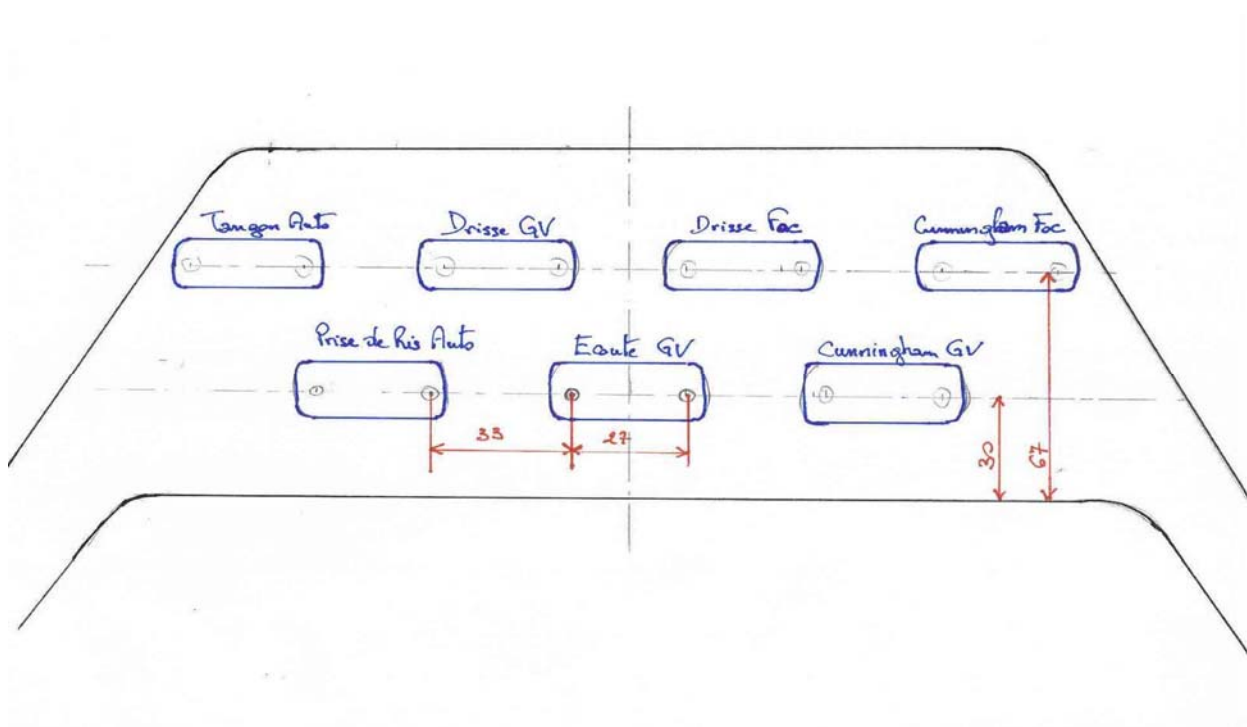 Tangon Auto
Drisse GV
Drisse Foc
Cunningham Foc
Prise de Ris Auto
Ecoute GV
Cunningham GV
33
27
30
67